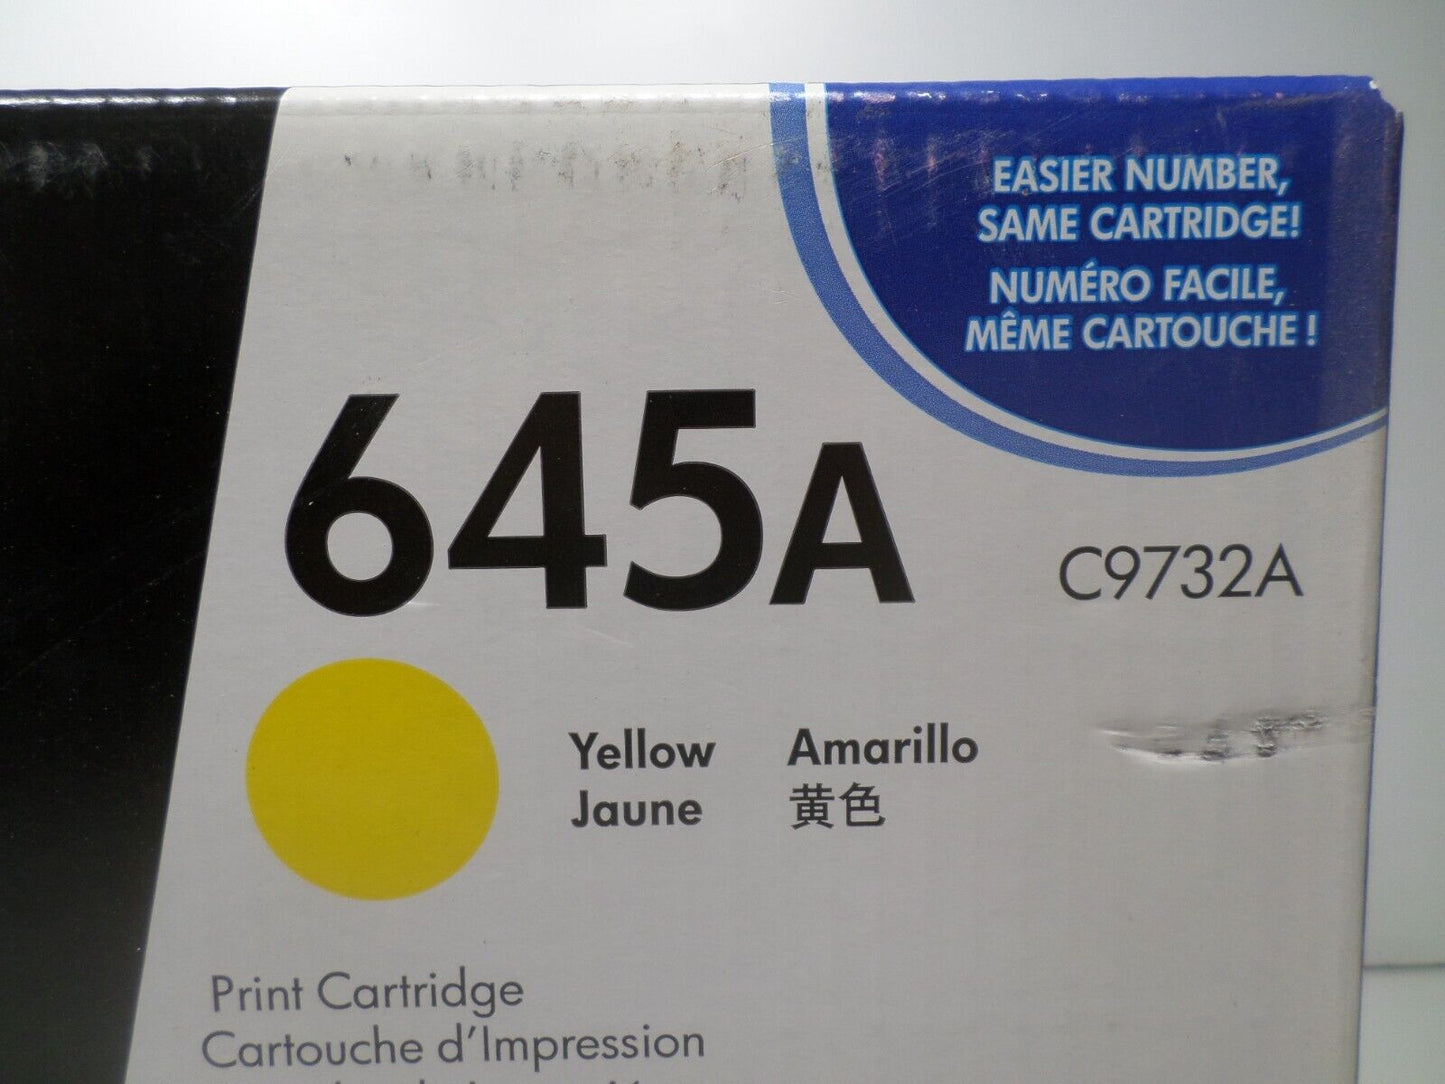 EASIER NUMBER,
SAME CARTRIDGE!
NUMÉRO FACILE,
MÊME CARTOUCHE !
645A
C9732A
Yellow
Amarillo
Jaune
黄色
Print Cartridge
Cartouche d'Impression